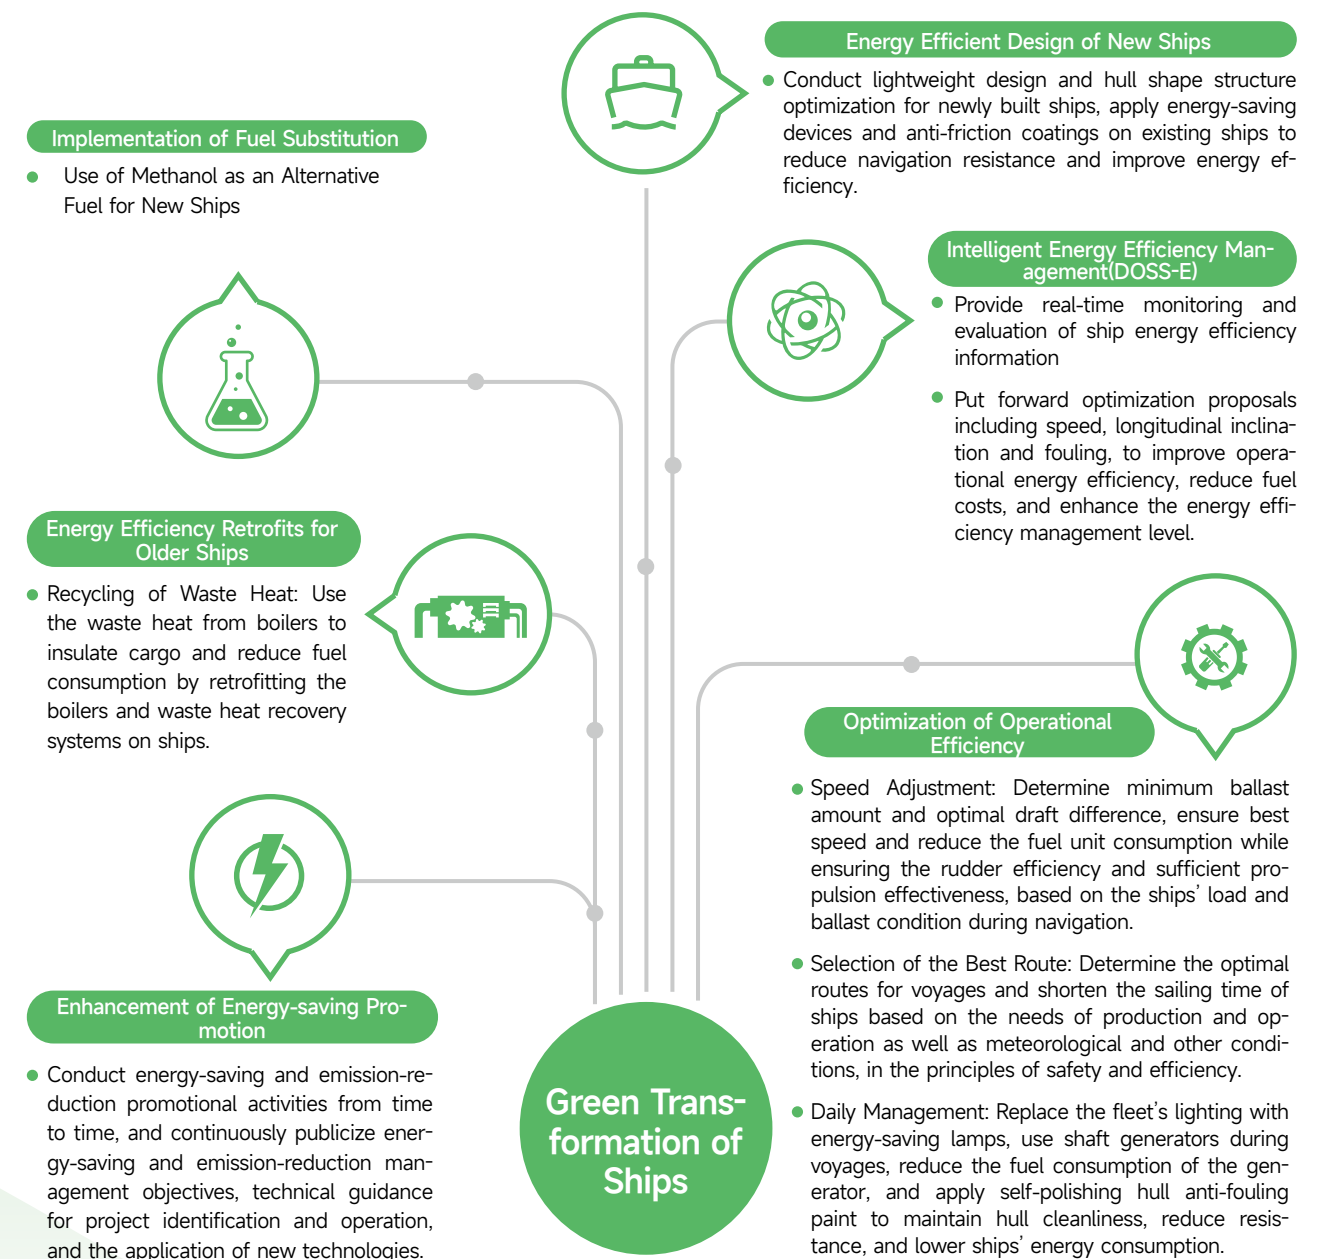 Energy Efficient Design of New Ships
Conduct lightweight design and hull shape structure
optimization for newly built ships, apply energy-saving
devices and anti-friction coatings on existing ships to
reduce navigation resistance and improve energy ef-
ficiency.
Implementation of Fuel Substitution
Use of Methanol as an Alternative
Fuel for New Ships
Intelligent Energy Efficiency Man-
agement(DOSS-E)
Provide real-time monitoring and
evaluation of ship energy efficiency
information
Put forward optimization proposals
including speed, longitudinal inclina-
tion and fouling, to improve opera-
tional energy efficiency, reduce fuel
costs, and enhance the energy effi-
ciency management level.
Energy Efficiency Retrofits for
Older Ships
Recycling of Waste Heat: Use
the waste heat from boilers to
insulate cargo and reduce fuel
consumption by retrofitting the
boilers and waste heat recovery
systems on ships.
Optimization of Operational
Efficiency
Speed Adjustment: Determine minimum ballast
amount and optimal draft difference, ensure best
speed and reduce the fuel unit consumption while
ensuring the rudder efficiency and sufficient pro-
pulsion effectiveness, based on the ships' load and
ballast condition during navigation.
Selection of the Best Route: Determine the optimal
routes for voyages and shorten the sailing time of
ships based on the needs of production and op-
eration as well as meteorological and other condi-
tions, in the principles of safety and efficiency.
Daily Management: Replace the fleet's lighting with
energy-saving lamps, use shaft generators during
voyages, reduce the fuel consumption of the gen-
erator, and apply self-polishing hull anti-fouling
paint to maintain hull cleanliness, reduce resis-
tance, and lower ships' energy consumption.
Enhancement of Energy-saving Pro-
motion
Conduct energy-saving and emission-re-
duction promotional activities from time
to time, and continuously publicize ener-
gy-saving and emission-reduction man-
agement objectives, technical guidance
for project identification and operation,
and the application of new technologies.
Green Trans-
formation of
Ships